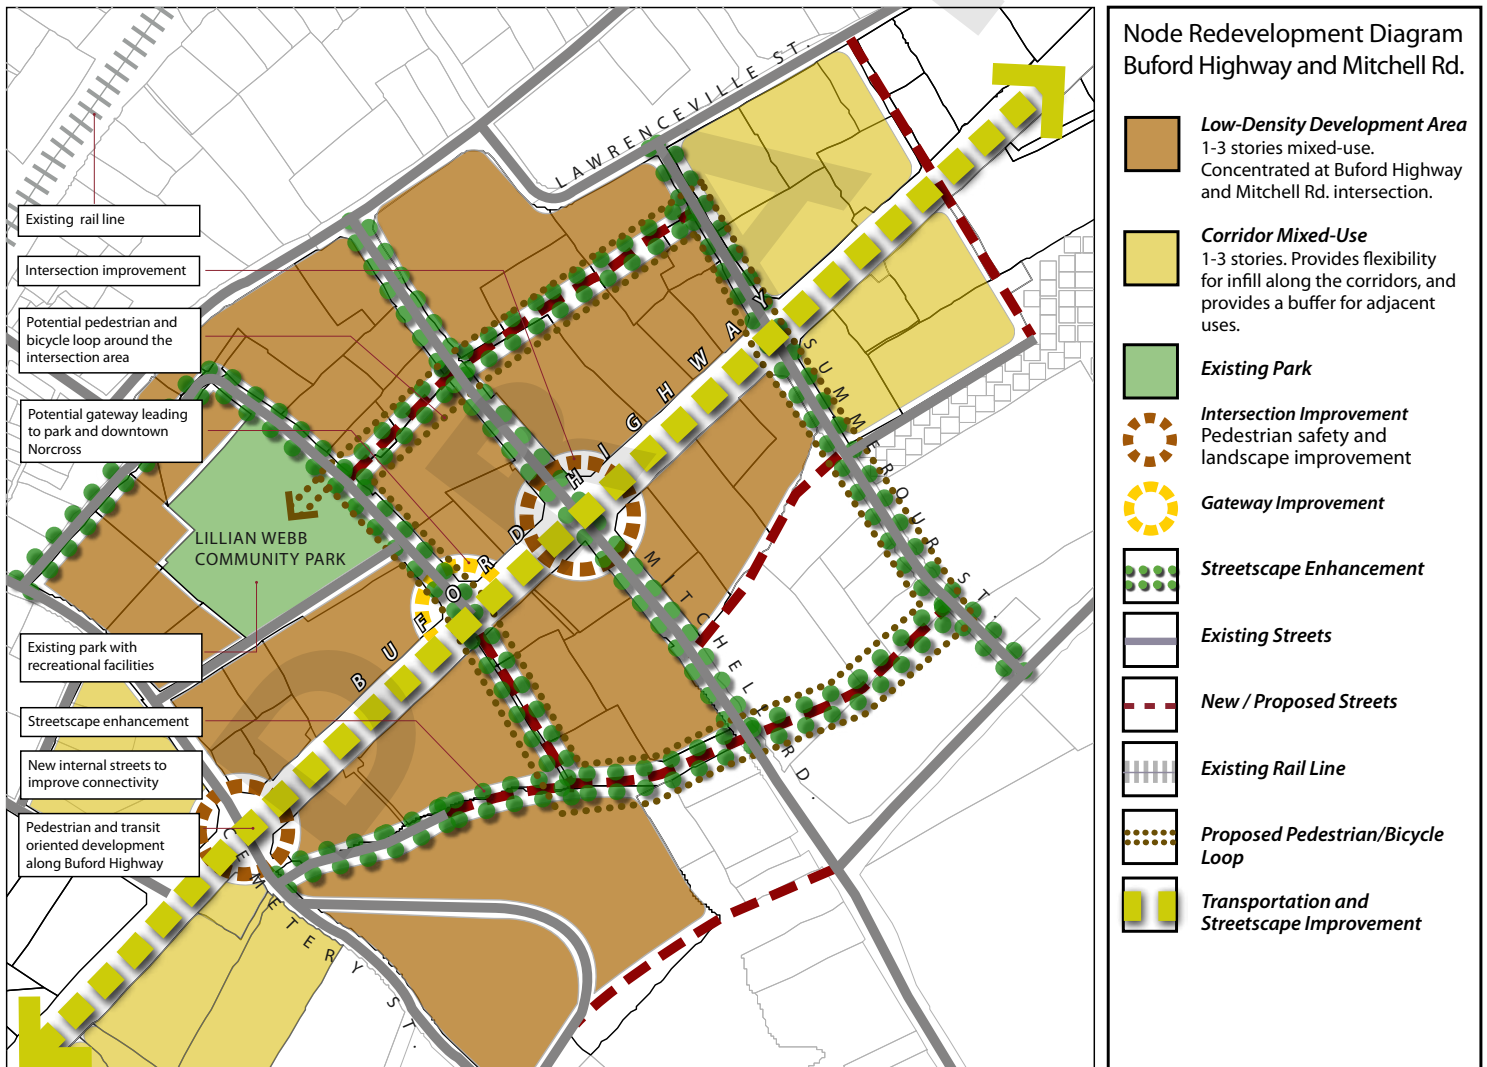 LAWRENCEVILLE ST.
Existing rail line
Intersection improvement
Potential pedestrian and
bicycle loop around the
intersection area
Potential gateway leading
to park and downtown
Norcross
LILLIAN WEBB
COMMUNITY PARK
BUFORD HIGHWAY
SUMMEROUR ST.
MITCHELL RD.
Existing park with
recreational facilities
Streetscape enhancement
New internal streets to
improve connectivity
Pedestrian and transit
oriented development
along Buford Highway
CEMETERY ST.
Node Redevelopment Diagram
Buford Highway and Mitchell Rd.
Low-Density Development Area
1-3 stories mixed-use.
Concentrated at Buford Highway
and Mitchell Rd. intersection.
Corridor Mixed-Use
1-3 stories. Provides flexibility
for infill along the corridors, and
provides a buffer for adjacent
uses.
Existing Park
Intersection Improvement
Pedestrian safety and
landscape improvement
Gateway Improvement
Streetscape Enhancement
Existing Streets
New / Proposed Streets
Existing Rail Line
Proposed Pedestrian/Bicycle
Loop
Transportation and
Streetscape Improvement